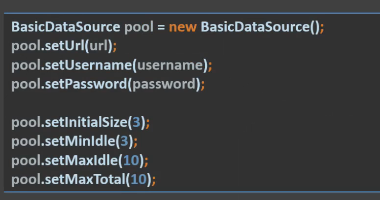 BasicDataSource pool = new BasicDataSource();
pool.setUrl(url);
pool.setUsername(username);
pool.setPassword(password);
pool.setInitialSize(3);
pool.setMinIdle(3);
pool.setMaxIdle(10);
pool.setMaxTotal(10);